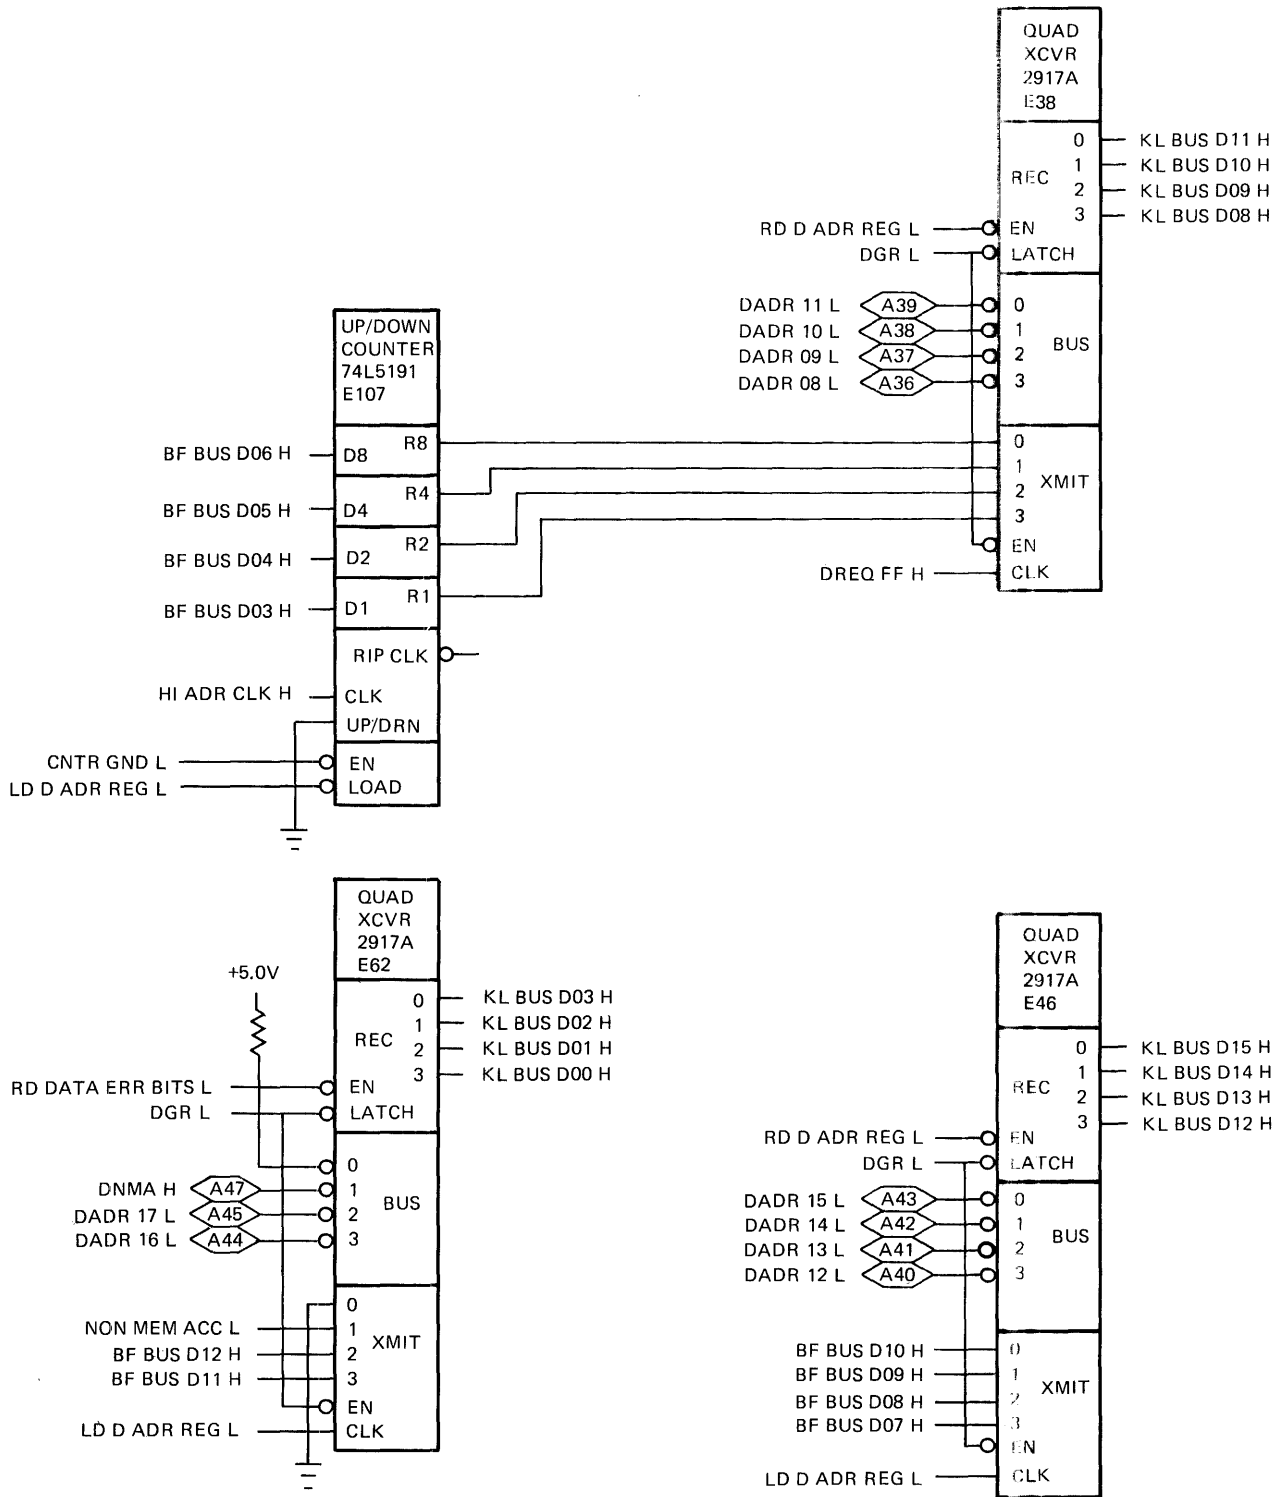 QUAD
XCVR
2917A
E38
0 KL BUS D11 H
1 KL BUS D10 H
REC
2 KL BUS D09 H
3 KL BUS D08 H
RD D ADR REG L EN
DGR L LATCH
DADR 11 L A39 0
DADR 10 L A38 1
BUS
DADR 09 L A37 2
DADR 08 L A36 3
0
1
XMIT
2
3
EN
DREQ FF H CLK
UP/DOWN
COUNTER
74L5191
E107
R8
BF BUS D06 H D8
R4
BF BUS D05 H D4
R2
BF BUS D04 H D2
R1
BF BUS D03 H D1
RIP CLK
HI ADR CLK H CLK
UP/DRN
CNTR GND L EN
LD D ADR REG L LOAD
QUAD
XCVR
2917A
E62
+5.0V
0 KL BUS D03 H
1 KL BUS D02 H
REC
2 KL BUS D01 H
3 KL BUS D00 H
RD DATA ERR BITS L EN
DGR L LATCH
0
DNMA H A47 1
BUS
DADR 17 L A45 2
DADR 16 L A44 3
0
NON MEM ACC L 1
XMIT
BF BUS D12 H 2
BF BUS D11 H 3
EN
LD D ADR REG L CLK
QUAD
XCVR
2917A
E46
0 KL BUS D15 H
1 KL BUS D14 H
REC
2 KL BUS D13 H
3 KL BUS D12 H
RD D ADR REG L EN
DGR L LATCH
DADR 15 L A43 0
DADR 14 L A42 1
BUS
DADR 13 L A41 2
DADR 12 L A40 3
BF BUS D10 H 0
BF BUS D09 H 1
XMIT
BF BUS D08 H 2
BF BUS D07 H 3
EN
LD D ADR REG L CLK